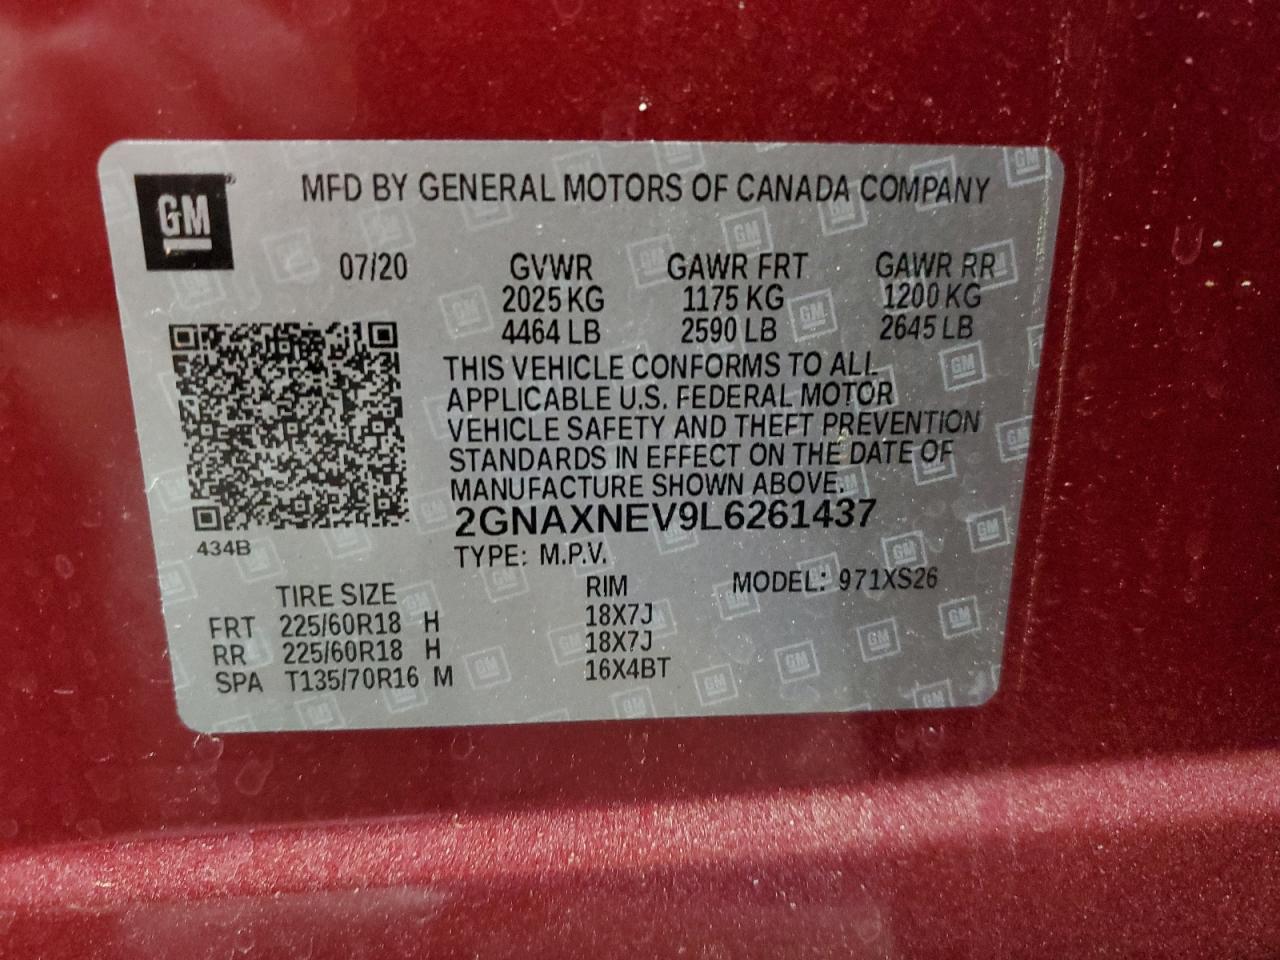 GM MFD BY GENERAL MOTORS OF CANADA COMPANY
07/20 GVWR GAWR FRT GAWR RR
2025 KG 1175 KG 1200 KG
4464 LB 2590 LB 2645 LB
THIS VEHICLE CONFORMS TO ALL
APPLICABLE U.S. FEDERAL MOTOR
VEHICLE SAFETY AND THEFT PREVENTION
STANDARDS IN EFFECT ON THE DATE OF
MANUFACTURE SHOWN ABOVE.
2GNAXNEV9L6261437
434B
TYPE: M.P.V.
TIRE SIZE RIM MODEL: 971XS26
FRT 225/60R18 H 18X7J
RR 225/60R18 H 18X7J
SPA T135/70R16 M 16X4BT